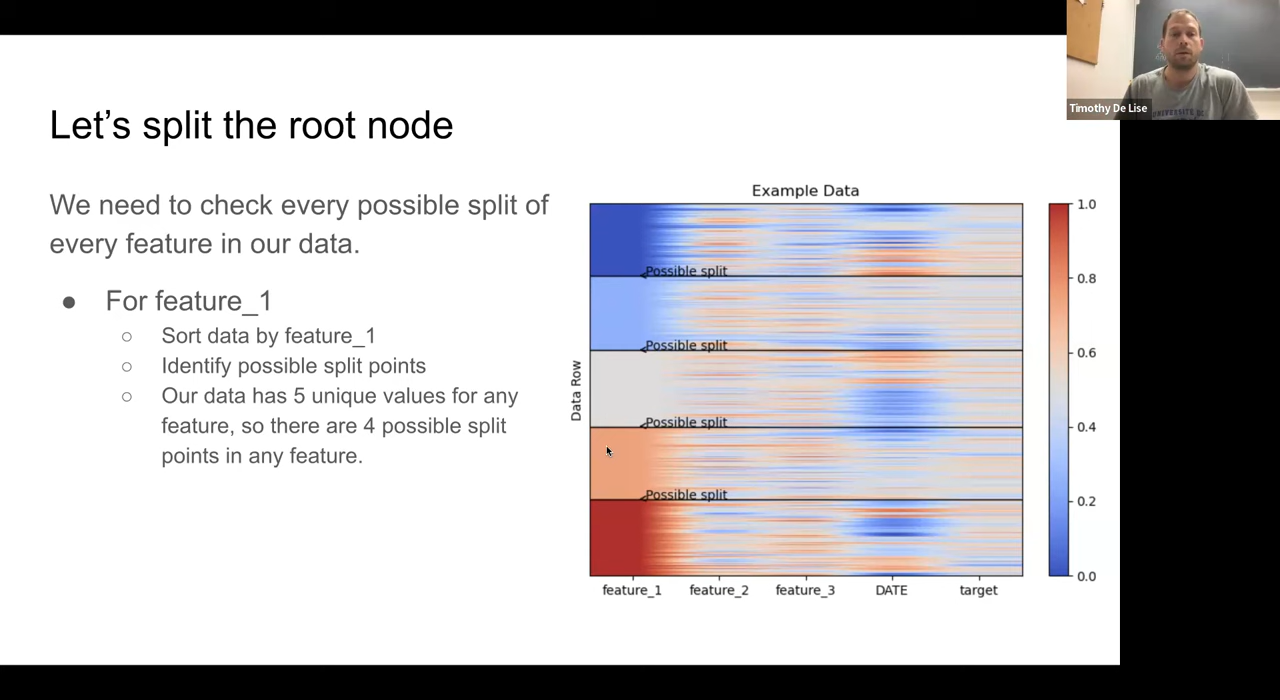 Let's split the root node
We need to check every possible split of
every feature in our data.
● For feature_1
○ Sort data by feature_1
○ Identify possible split points
○ Our data has 5 unique values for any
feature, so there are 4 possible split
points in any feature.
Example Data
Possible split
Possible split
Possible split
Possible split
Data Row
feature_1
feature_2
feature_3
DATE
target
1.0
0.8
0.6
0.4
0.2
0.0
Timothy De Lise